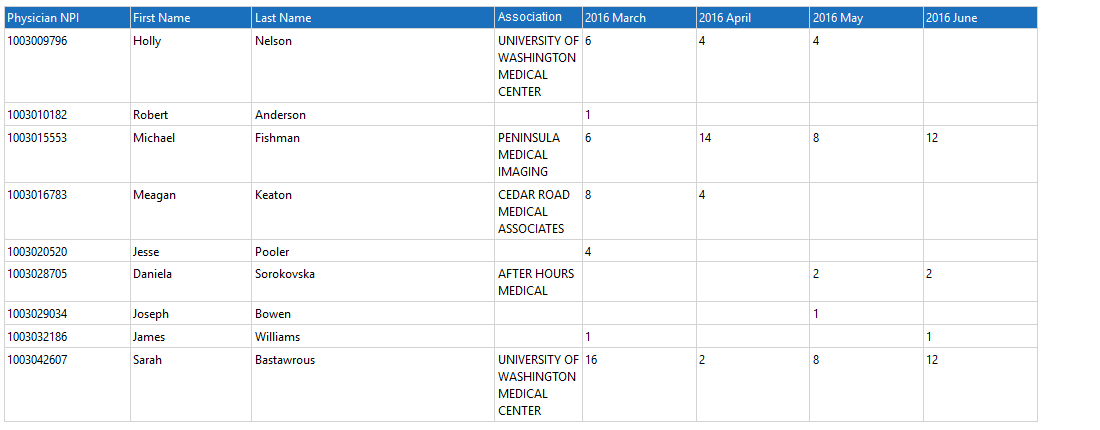 Physician NPI First Name Last Name Association 2016 March 2016 April 2016 May 2016 June
1003009796 Holly Nelson UNIVERSITY OF 6 4 4
WASHINGTON
MEDICAL
CENTER
1003010182 Robert Anderson 1
1003015553 Michael Fishman PENINSULA 6 14 8 12
MEDICAL
IMAGING
1003016783 Meagan Keaton CEDAR ROAD 8 4
MEDICAL
ASSOCIATES
1003020520 Jesse Pooler 4
1003028705 Daniela Sorokovska AFTER HOURS 2 2
MEDICAL
1003029034 Joseph Bowen 1
1003032186 James Williams 1 1
1003042607 Sarah Bastawrous UNIVERSITY OF 16 2 8 12
WASHINGTON
MEDICAL
CENTER